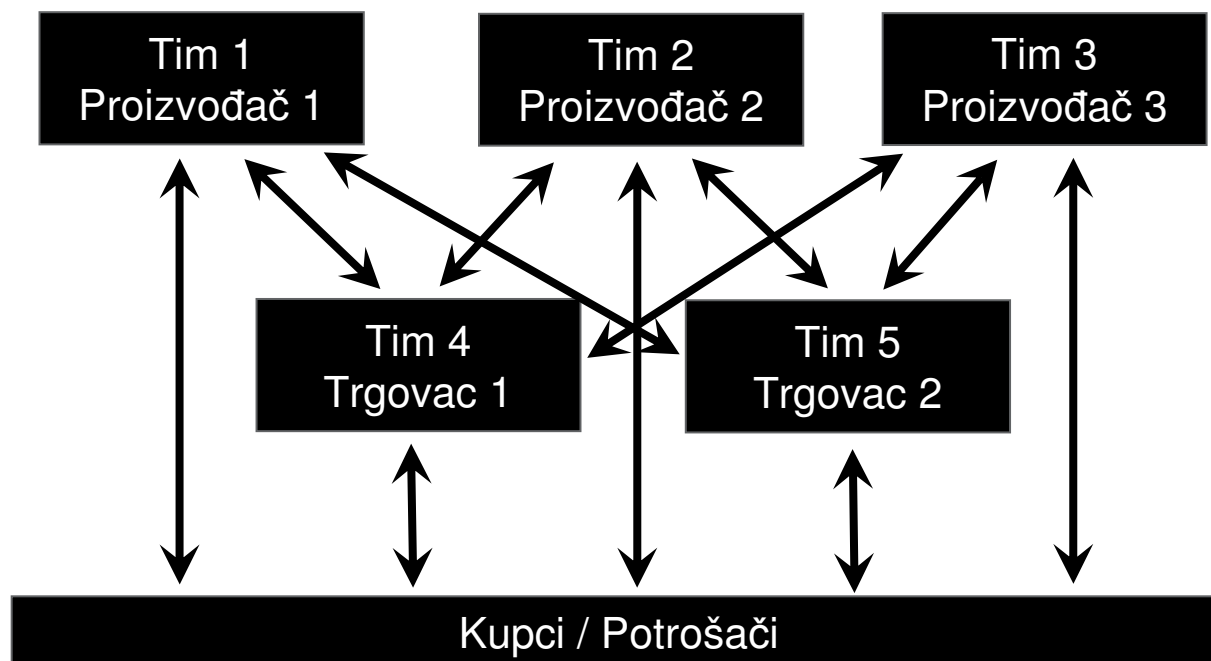 Tim 1
Proizvođač 1
Tim 2
Proizvođač 2
Tim 3
Proizvođač 3
Tim 4
Trgovac 1
Tim 5
Trgovac 2
Kupci / Potrošači